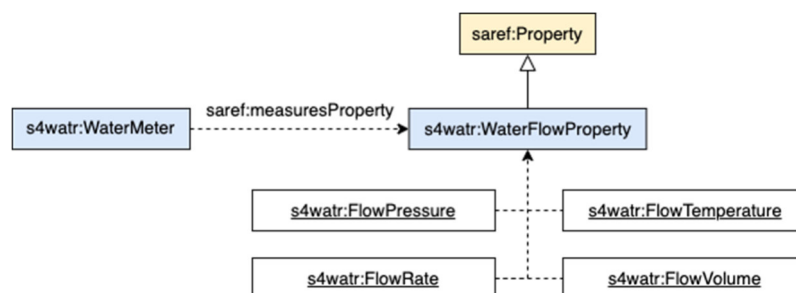 saref:Property
saref:measuresProperty
s4watr:WaterMeter
s4watr:WaterFlowProperty
s4watr:FlowPressure
s4watr:FlowTemperature
s4watr:FlowRate
s4watr:FlowVolume